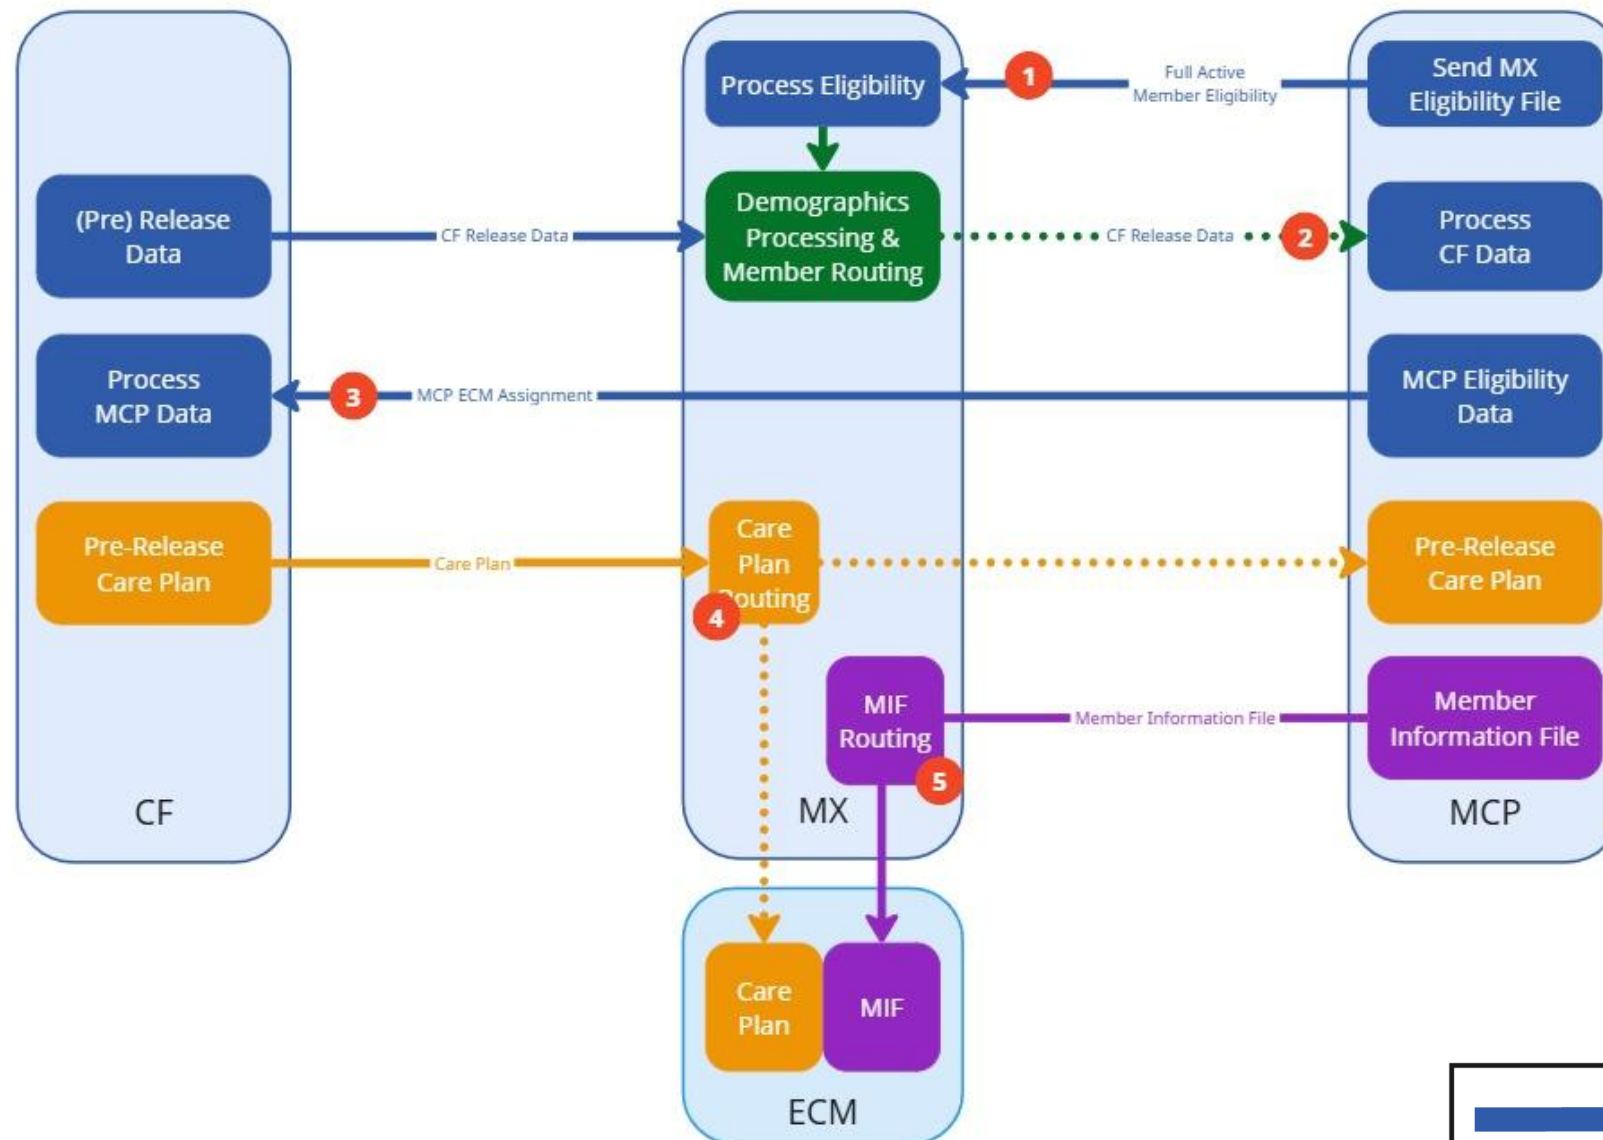 Process Eligibility
1
Full Active
Member Eligibility
Send MX
Eligibility File
(Pre) Release
Data
CF Release Data
Demographics
Processing &
Member Routing
CF Release Data
2
Process
CF Data
Process
MCP Data
3
MCP ECM Assignment
MCP Eligibility
Data
Pre-Release
Care Plan
Care Plan
Care
Plan
Routing
4
Pre-Release
Care Plan
MIF
Routing
5
Member Information File
Member
Information File
CF
MX
MCP
Care
Plan
MIF
ECM